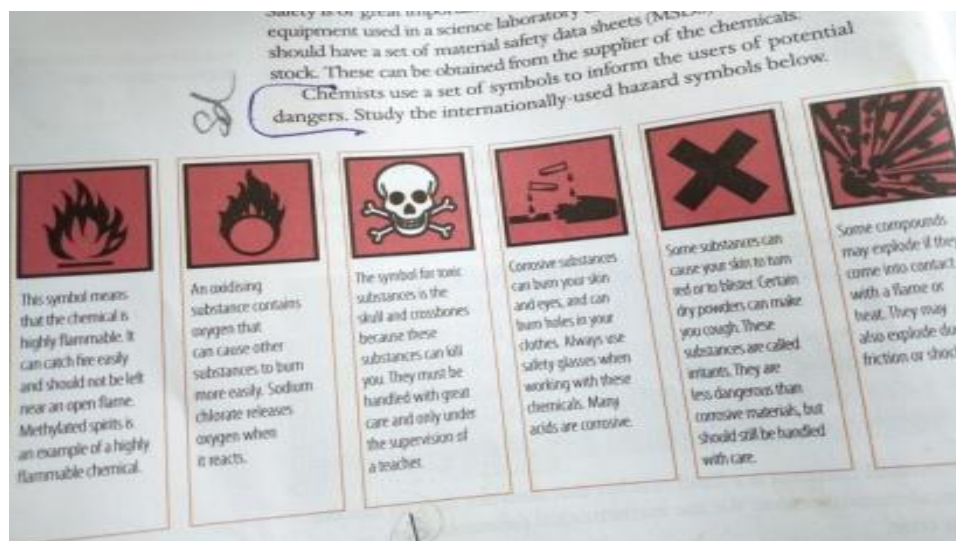 equipment used in a science laboratory
should have a set of material safety data sheets
stock. These can be obtained from the supplier of the chemicals.
Chemists use a set of symbols to inform the users of potential
dangers. Study the internationally-used hazard symbols below.
This symbol means
that the chemical is
highly flammable. It
can catch fire easily
and should not be left
near an open flame.
Methylated spirits is
an example of a highly
flammable chemical.
An oxidising
substance contains
oxygen that
can cause other
substances to burn
more easily. Sodium
chlorate releases
oxygen when
it reacts.
The symbol for toxic
substances is the
skull and crossbones
because these
substances can kill
you. They must be
handled with great
care and only under
the supervision of
a teacher.
Corrosive substances
can burn your skin
and eyes, and can
burn holes in your
clothes. Always use
safety glasses when
working with these
chemicals. Many
acids are corrosive.
Some substances can
cause your skin to turn
red or to blister. Certain
dry powders can make
you cough. These
substances are called
irritants. They are
less dangerous than
corrosive materials, but
should still be handled
with care.
Some compounds
may explode if they
come into contact
with a flame or
heat. They may
also explode du
friction or shoc